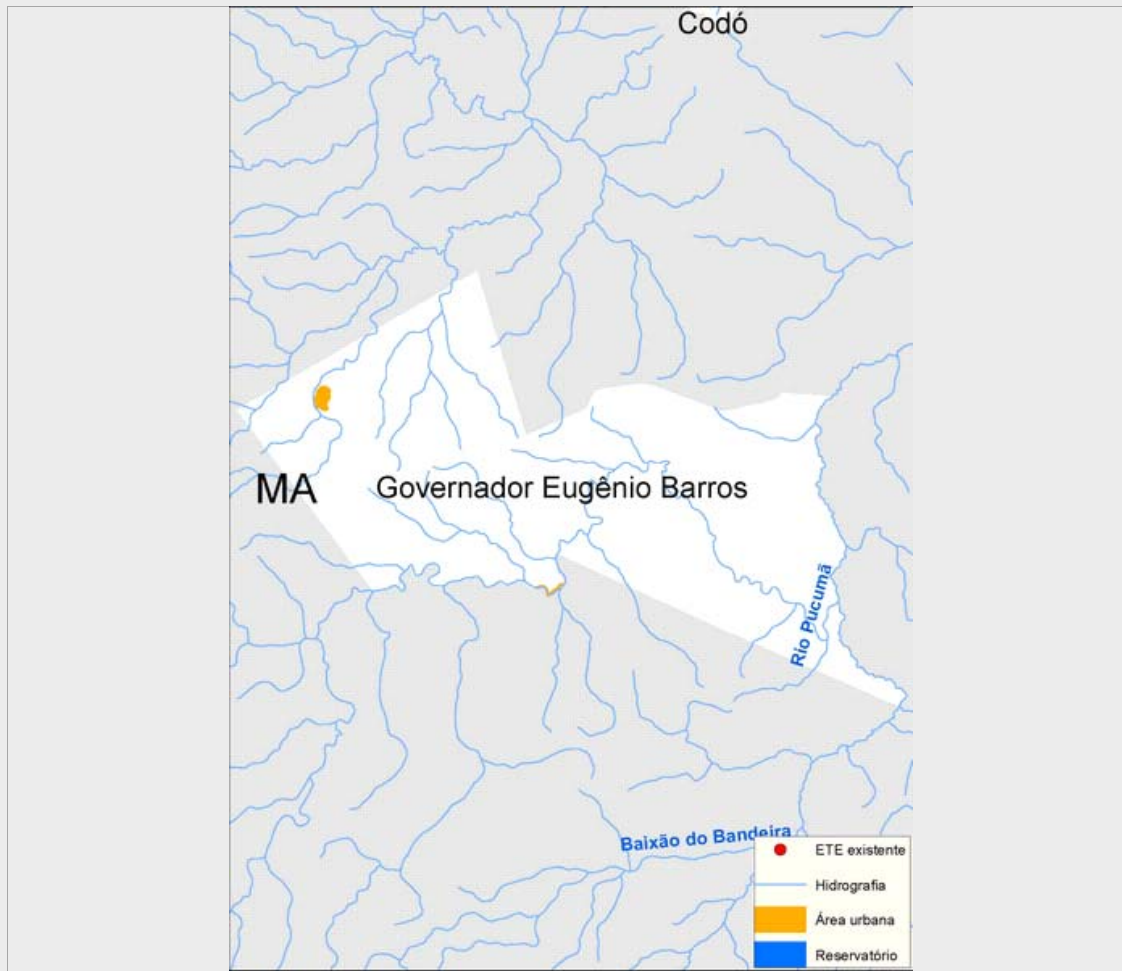 Codó
MA
Governador Eugênio Barros
Rio Pucumã
Baixão do Bandeira
ETE existente
Hidrografia
Área urbana
Reservatório